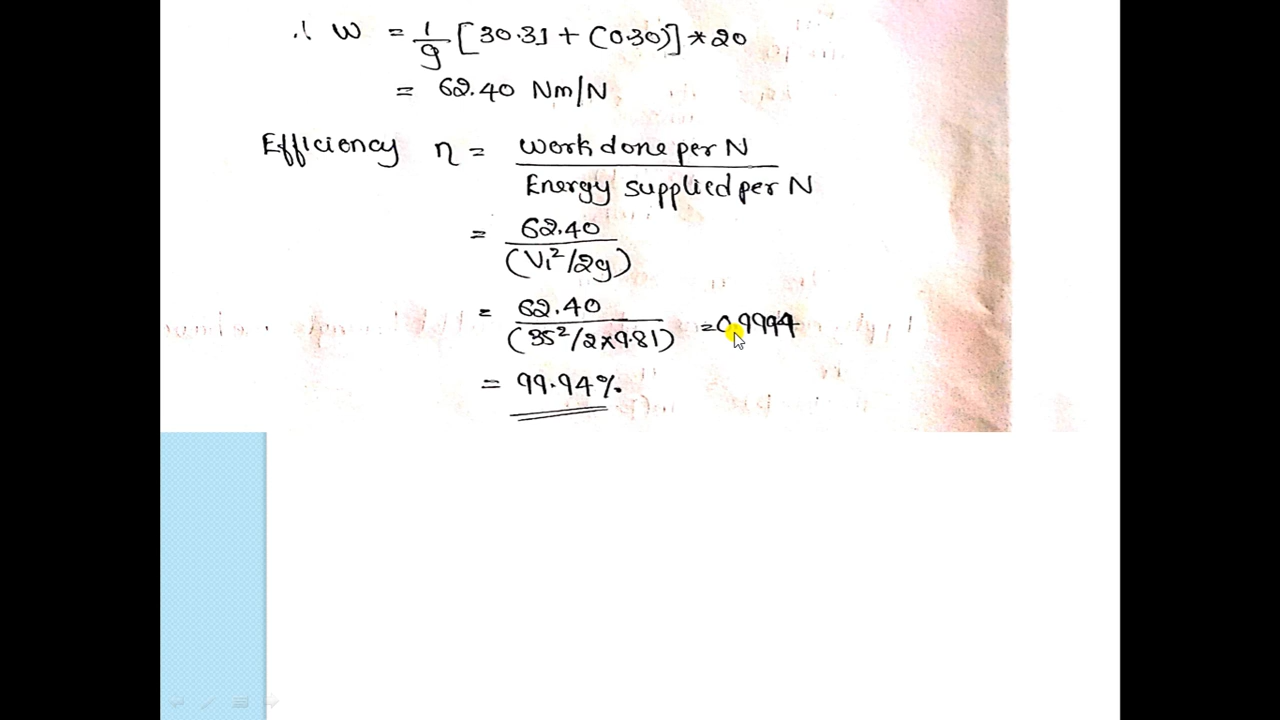 ∴ W = 1/g [30.31 + (0.30)] * 20
= 62.40 Nm/N
Efficiency η = work done per N / Energy supplied per N
= 62.40 / (V₁²/2g)
= 62.40 / (35²/2×9.81) = 0.9994
= 99.94%